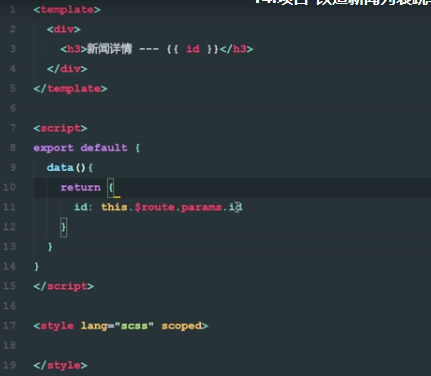 1 <template>
2 <div>
3 <h3>新闻详情 --- {{ id }}</h3>
4 </div>
5 </template>
6
7 <script>
8 export default {
9 data(){
10 return {
11 id: this.$route.params.id
12 }
13 }
14 }
15 </script>
16
17 <style lang="scss" scoped>
18
19 </style>